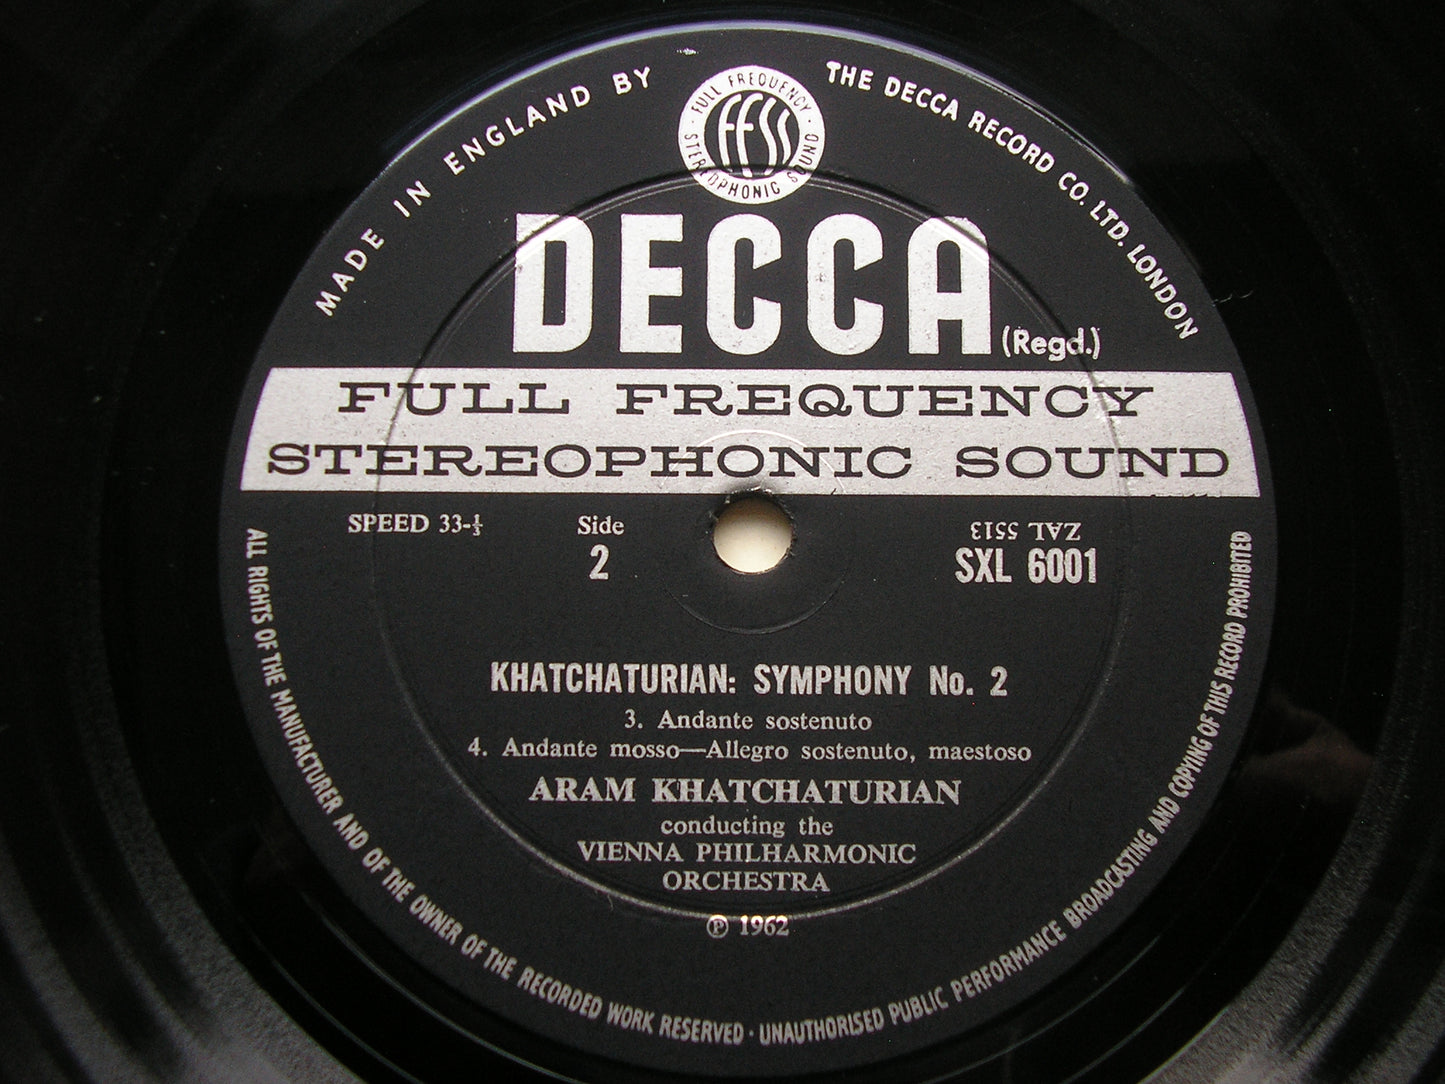 MADE IN ENGLAND BY
THE DECCA RECORD CO. LTD. LONDON
FULL FREQUENCY
FFSS
STEREOPHONIC SOUND
DECCA
(Regd.)
FULL FREQUENCY
STEREOPHONIC SOUND
SPEED 33-⅓
Side
2
ZAL 5513
SXL 6001
KHATCHATURIAN: SYMPHONY No. 2
3. Andante sostenuto
4. Andante mosso—Allegro sostenuto, maestoso
ARAM KHATCHATURIAN
conducting the
VIENNA PHILHARMONIC
ORCHESTRA
℗ 1962
ALL RIGHTS OF THE MANUFACTURER AND OF THE OWNER OF THE RECORDED WORK RESERVED · UNAUTHORISED PUBLIC PERFORMANCE BROADCASTING AND COPYING OF THIS RECORD PROHIBITED